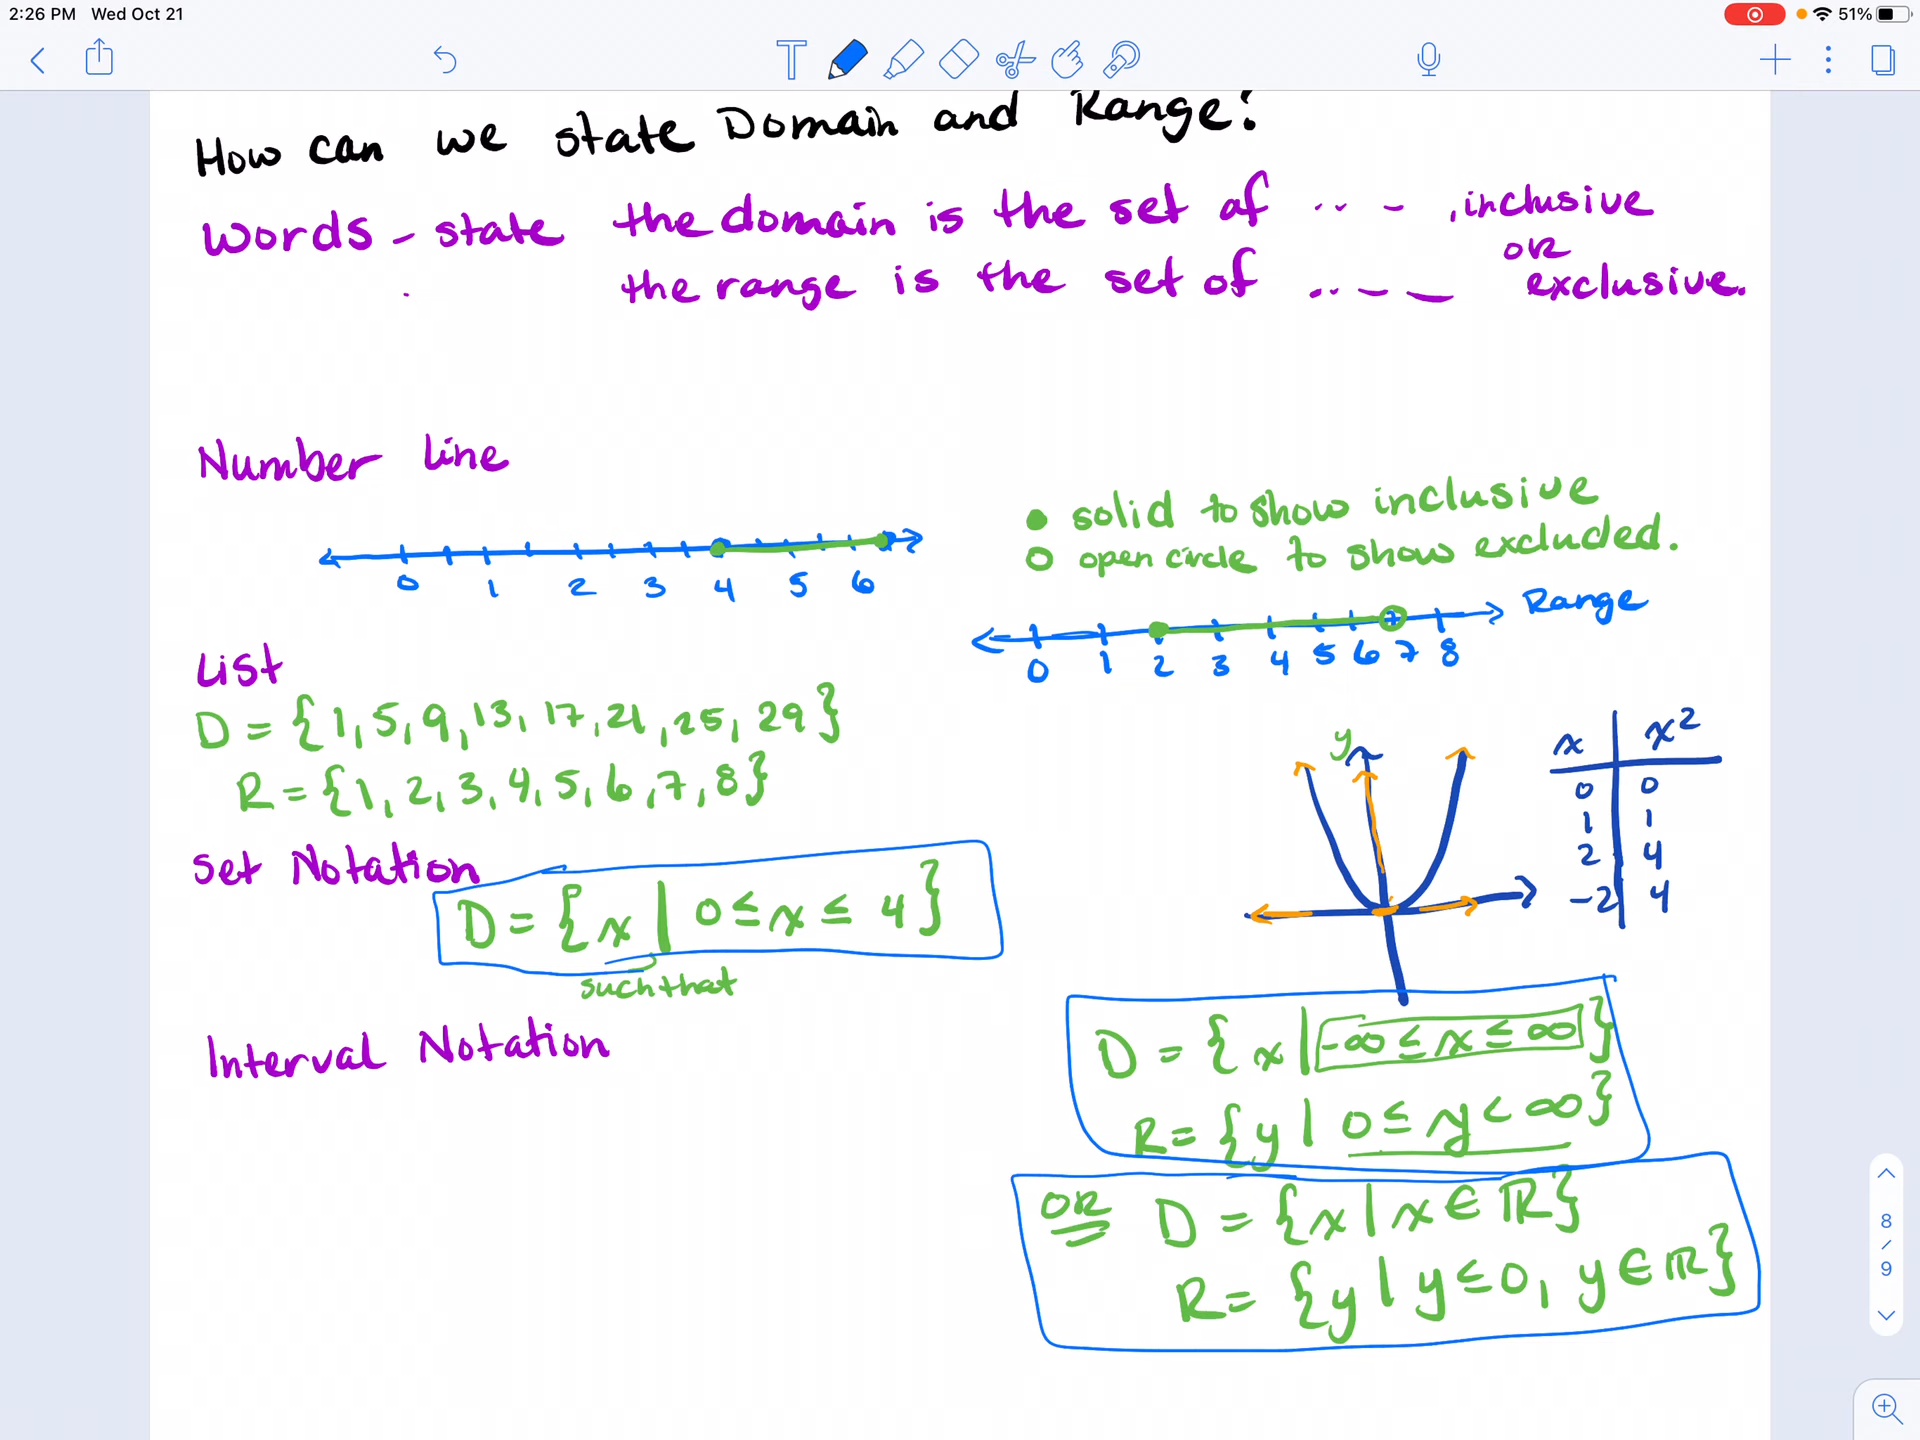 2:26 PM Wed Oct 21
51%
How can we state Domain and Range?
Words - state the domain is the set of .. - , inclusive
or
the range is the set of .. - — exclusive.
Number line
● solid to show inclusive
○ open circle to show excluded.
0 1 2 3 4 5 6
Range
0 1 2 3 4 5 6 7 8
List
D = {1, 5, 9, 13, 17, 21, 25, 29}
R = {1, 2, 3, 4, 5, 6, 7, 8}
y
x | x²
0 | 0
1 | 1
2 | 4
-2 | 4
Set Notation
D = {x | 0 ≤ x ≤ 4}
such that
Interval Notation
D = {x | -∞ ≤ x ≤ ∞}
R = {y | 0 ≤ y < ∞}
OR D = {x | x ∈ ℝ}
R = {y | y ≤ 0, y ∈ ℝ}
8
/
9